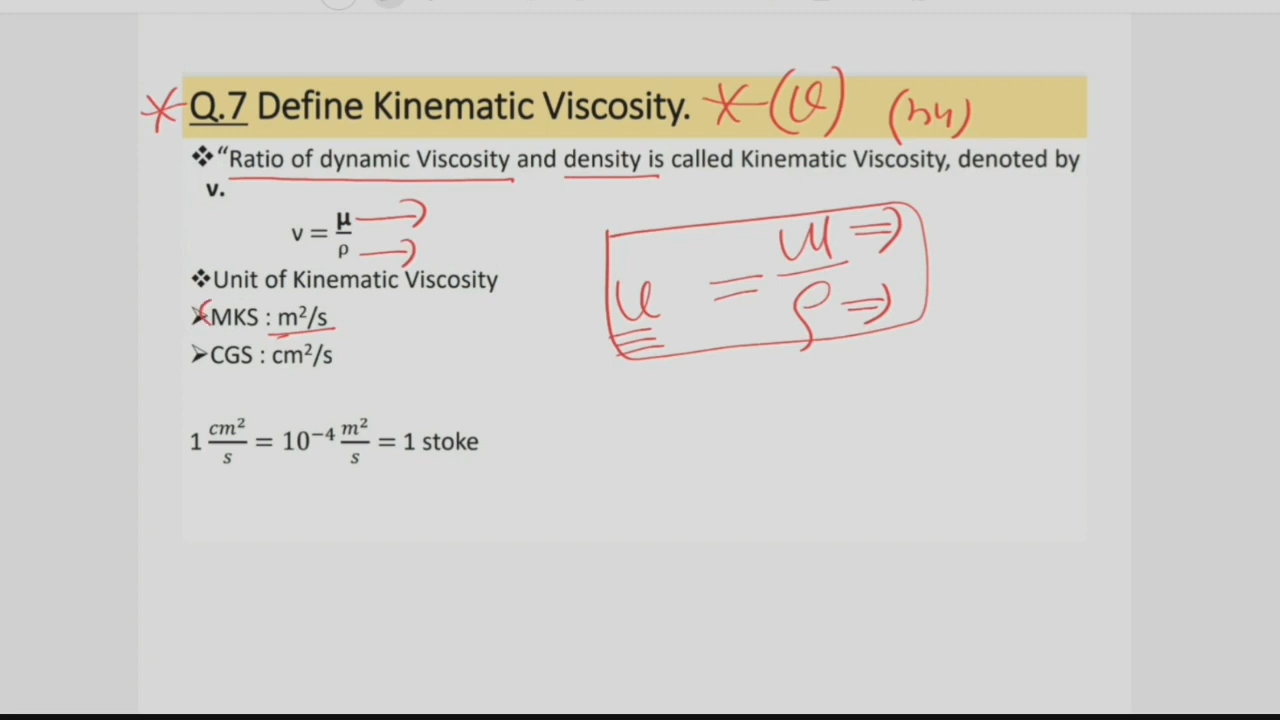 Q.7 Define Kinematic Viscosity. (ν) (nu)
❖“Ratio of dynamic Viscosity and density is called Kinematic Viscosity, denoted by
v.
v = μ/ρ
ν = μ/ρ
❖Unit of Kinematic Viscosity
➢MKS : m²/s
➢CGS : cm²/s
1 cm²/s = 10⁻⁴ m²/s = 1 stoke